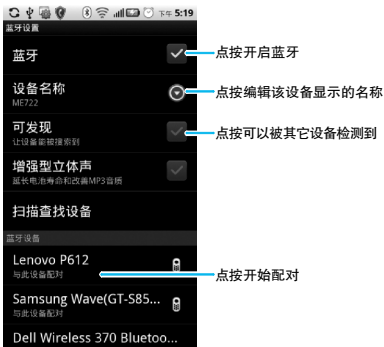 下午 5:19
蓝牙设置
蓝牙
点按开启蓝牙
设备名称
ME722
点按编辑该设备显示的名称
可发现
让设备能被搜索到
点按可以被其它设备检测到
增强型立体声
延长电池寿命和改善MP3音质
扫描查找设备
蓝牙设备
Lenovo P612
与此设备配对
点按开始配对
Samsung Wave(GT-S85...
与此设备配对
Dell Wireless 370 Bluetoo...